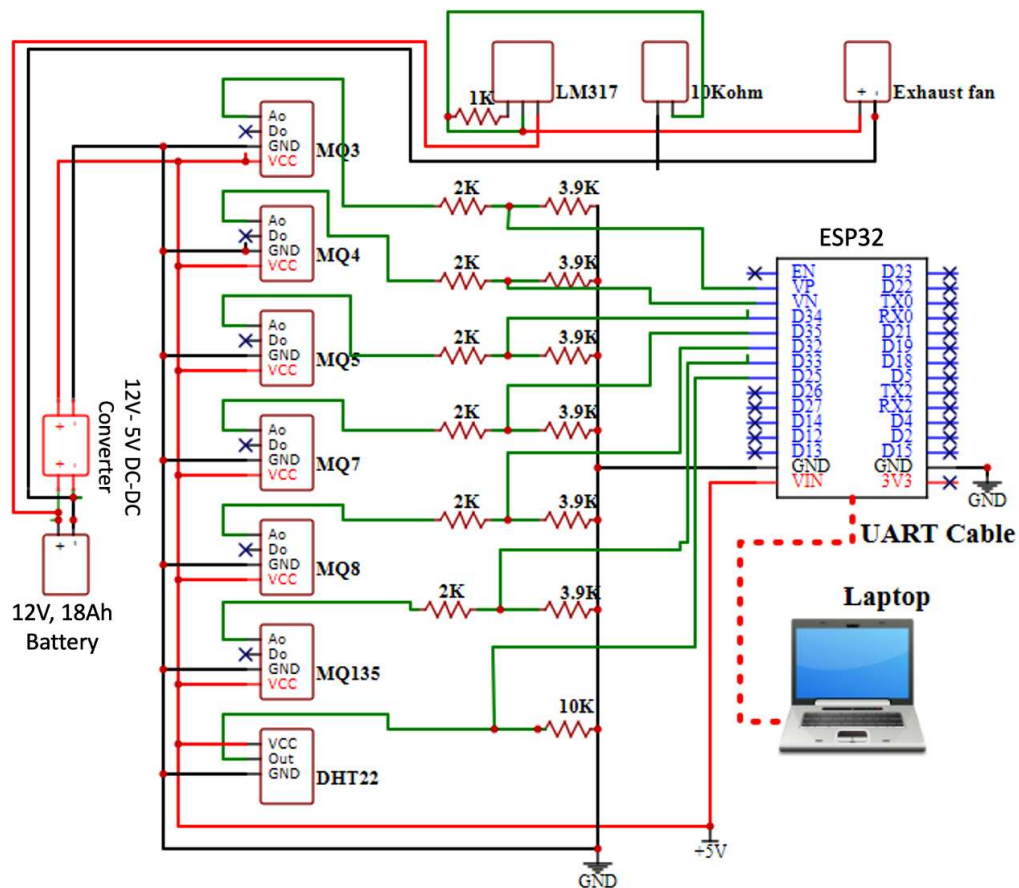 LM317
10Kohm
+ -
Exhaust fan
1K
Ao
Do
GND
VCC
MQ3
Ao
Do
GND
VCC
MQ4
Ao
Do
GND
VCC
MQ5
Ao
Do
GND
VCC
MQ7
Ao
Do
GND
VCC
MQ8
Ao
Do
GND
VCC
MQ135
VCC
Out
GND
DHT22
12V- 5V DC-DC
Converter
+ -
+ -
+ -
12V, 18Ah
Battery
2K 3.9K
2K 3.9K
2K 3.9K
2K 3.9K
2K 3.9K
2K 3.9K
10K
ESP32
EN D23
VP D22
VN TX0
D34 RX0
D35 D21
D32 D19
D33 D18
D25 D5
D26 TX2
D27 RX2
D14 D4
D12 D2
D13 D15
GND GND
VIN 3V3
GND
UART Cable
Laptop
+5V
GND